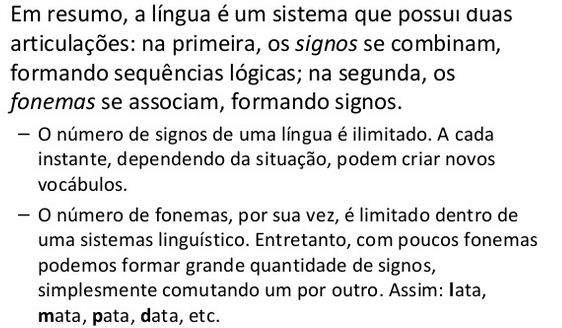 Em resumo, a língua é um sistema que possui duas
articulações: na primeira, os signos se combinam,
formando sequências lógicas; na segunda, os
fonemas se associam, formando signos.
– O número de signos de uma língua é ilimitado. A cada
instante, dependendo da situação, podem criar novos
vocábulos.
– O número de fonemas, por sua vez, é limitado dentro de
uma sistemas linguístico. Entretanto, com poucos fonemas
podemos formar grande quantidade de signos,
simplesmente comutando um por outro. Assim: lata,
mata, pata, data, etc.